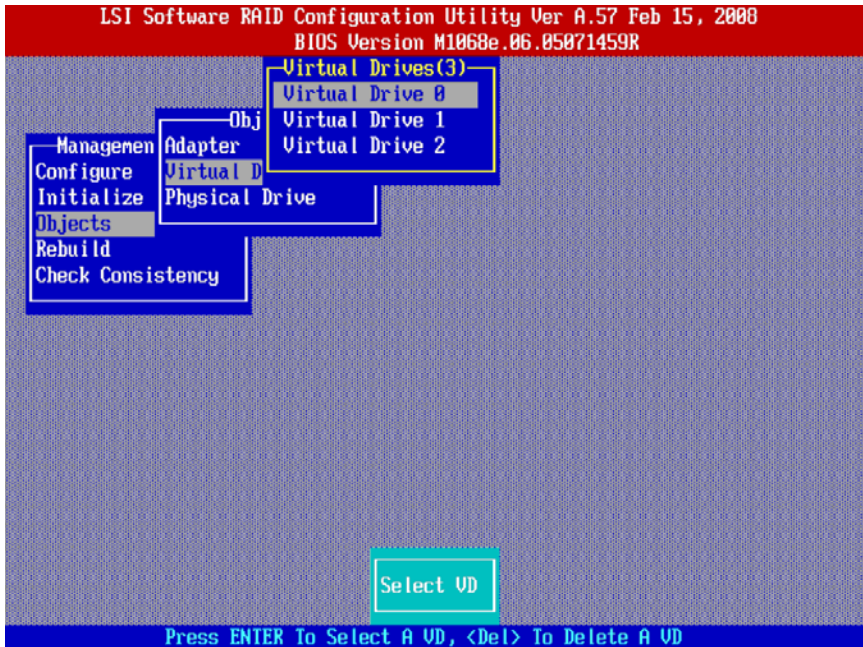 LSI Software RAID Configuration Utility Ver A.57 Feb 15, 2008
BIOS Version M1068e.06.05071459R
Virtual Drives(3)
Virtual Drive 0
Virtual Drive 1
Virtual Drive 2
Obj
Adapter
Virtual D
Physical Drive
Managemen
Configure
Initialize
Objects
Rebuild
Check Consistency
Select VD
Press ENTER To Select A VD, <Del> To Delete A VD